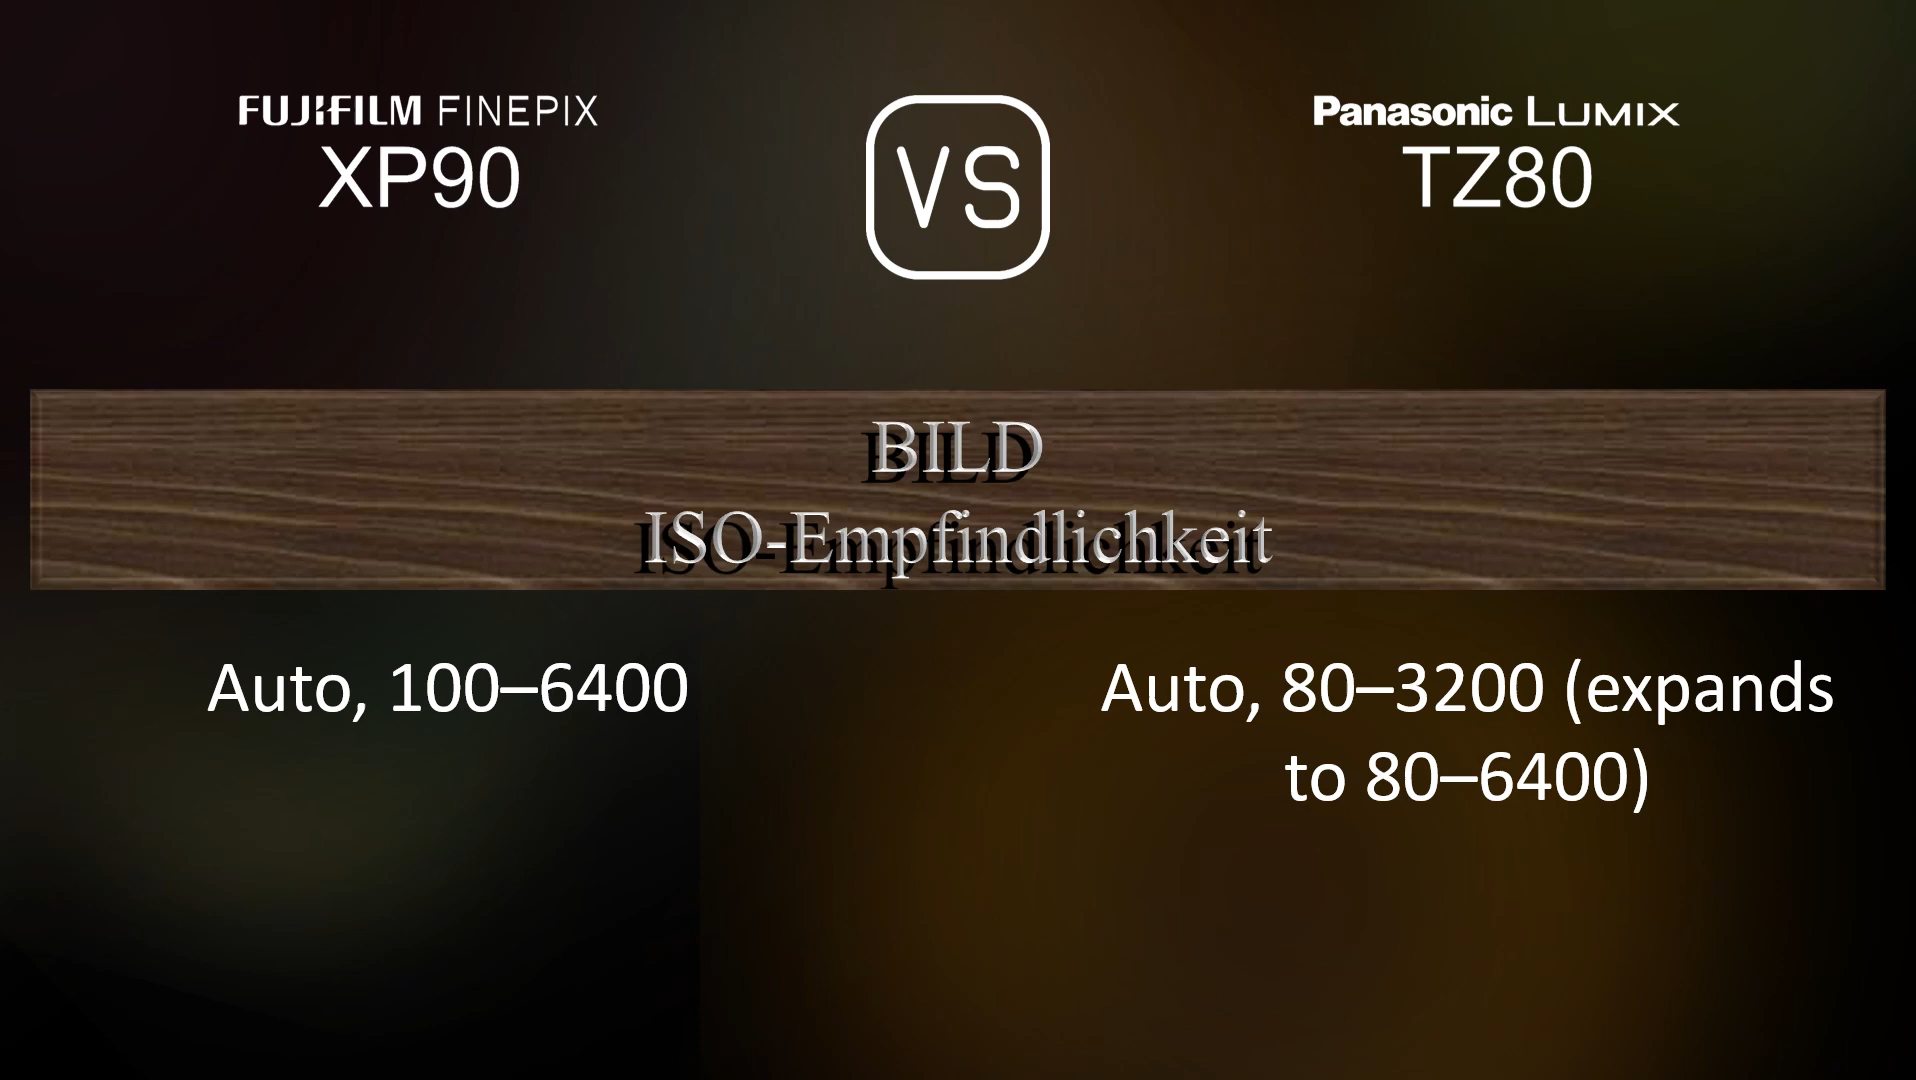 FUJIFILM FINEPIX
XP90
VS
Panasonic LUMIX
TZ80
BILD
ISO-Empfindlichkeit
Auto, 100–6400
Auto, 80–3200 (expands
to 80–6400)